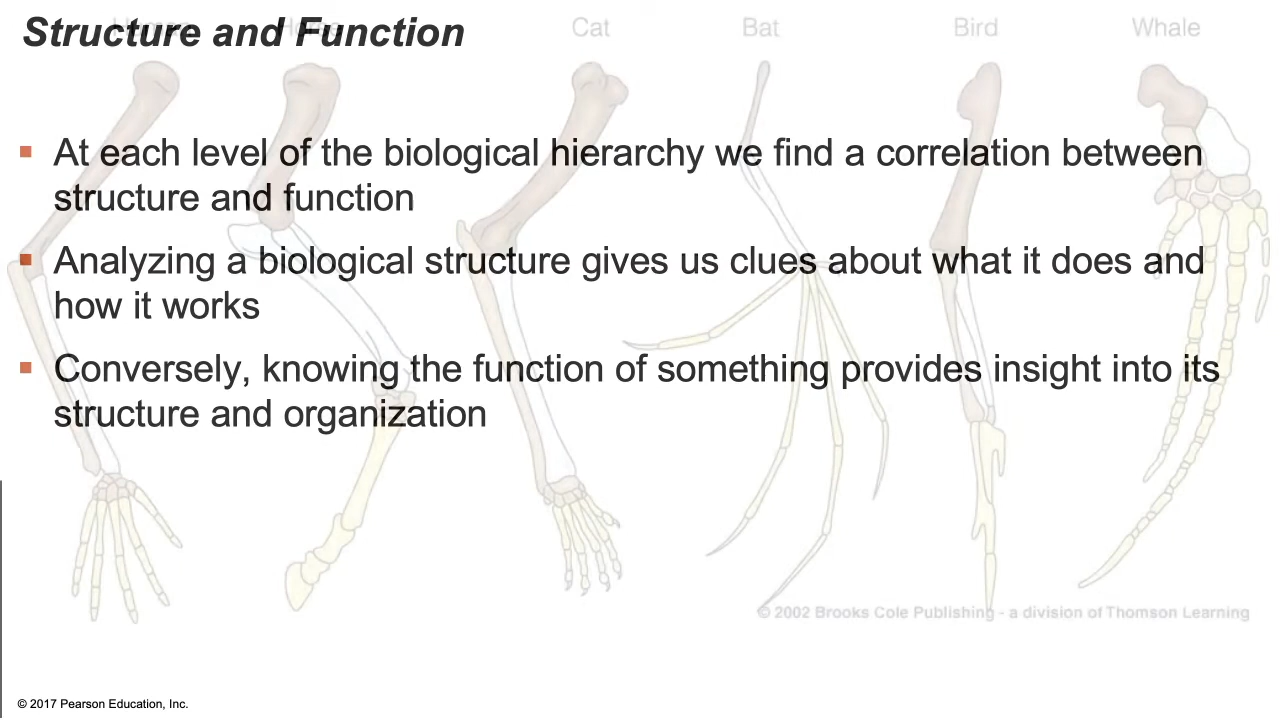 Structure and Function
Human Horse Cat Bat Bird Whale
▪ At each level of the biological hierarchy we find a correlation between
structure and function
▪ Analyzing a biological structure gives us clues about what it does and
how it works
▪ Conversely, knowing the function of something provides insight into its
structure and organization
© 2002 Brooks Cole Publishing - a division of Thomson Learning
© 2017 Pearson Education, Inc.